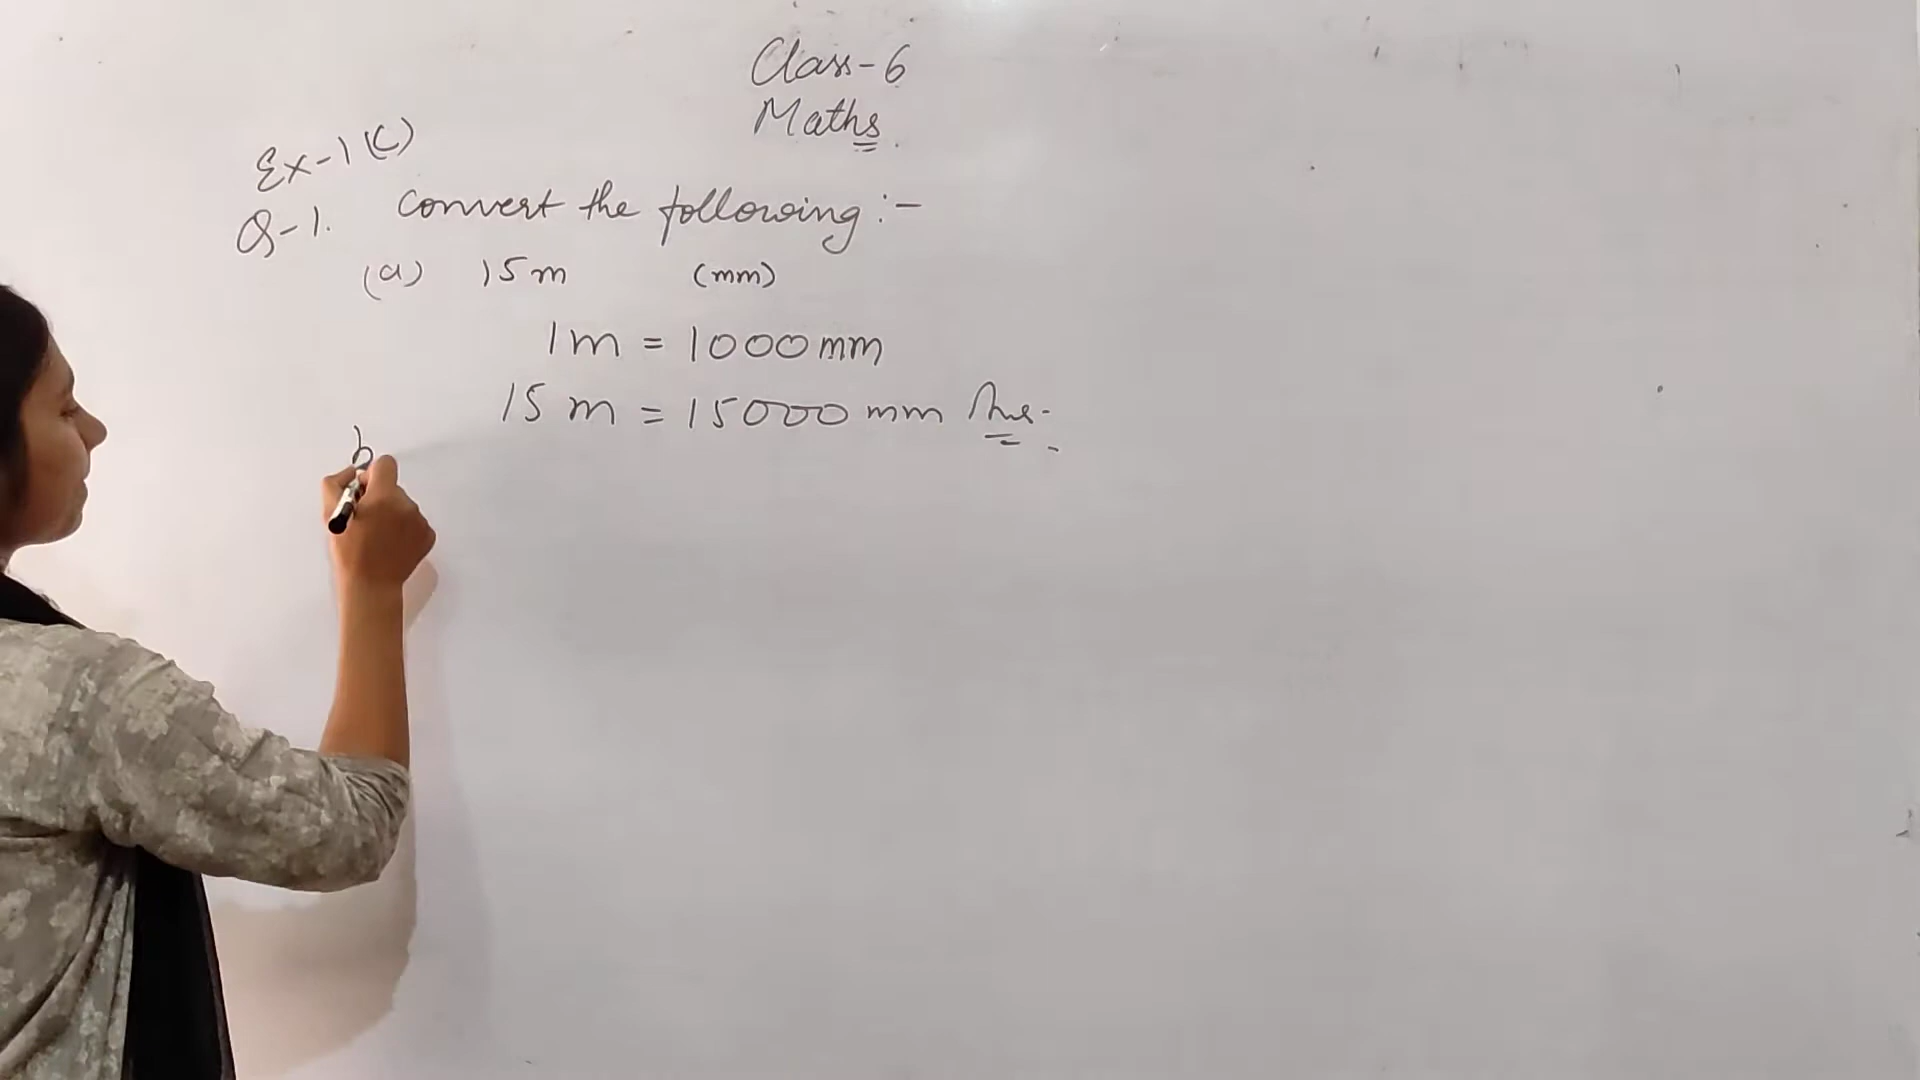 Class-6
Maths.
Ex-1(C)
Q-1. Convert the following :-
(a) 15m (mm)
1m = 1000mm
15 m = 15000 mm Ans.
b